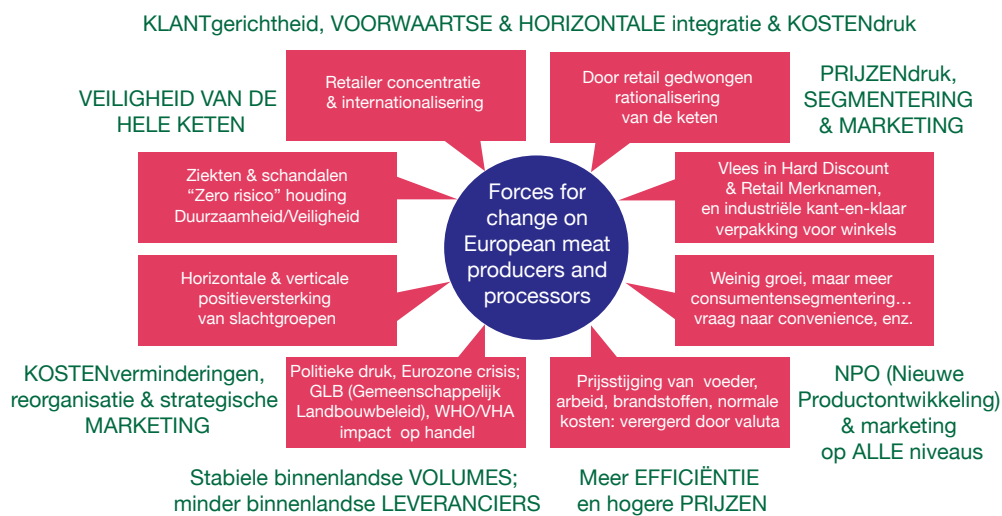 KLANTgerichtheid, VOORWAARTSE & HORIZONTALE integratie & KOSTENdruk
Retailer concentratie
& internationalisering
Door retail gedwongen
rationalisering
van de keten
VEILIGHEID VAN DE
HELE KETEN
PRIJZENdruk,
SEGMENTERING
& MARKETING
Ziekten & schandalen
“Zero risico” houding
Duurzaamheid/Veiligheid
Forces for
change on
European meat
producers and
processors
Vlees in Hard Discount
& Retail Merknamen,
en industriële kant-en-klaar
verpakking voor winkels
Horizontale & verticale
positieversterking
van slachtgroepen
Weinig groei, maar meer
consumentensegmentering…
vraag naar convenience, enz.
KOSTENverminderingen,
reorganisatie & strategische
MARKETING
Politieke druk, Eurozone crisis;
GLB (Gemeenschappelijk
Landbouwbeleid), WHO/VHA
impact op handel
Prijsstijging van voeder,
arbeid, brandstoffen, normale
kosten: verergerd door valuta
NPO (Nieuwe
Productontwikkeling)
& marketing
op ALLE niveaus
Stabiele binnenlandse VOLUMES;
minder binnenlandse LEVERANCIERS
Meer EFFICIËNTIE
en hogere PRIJZEN